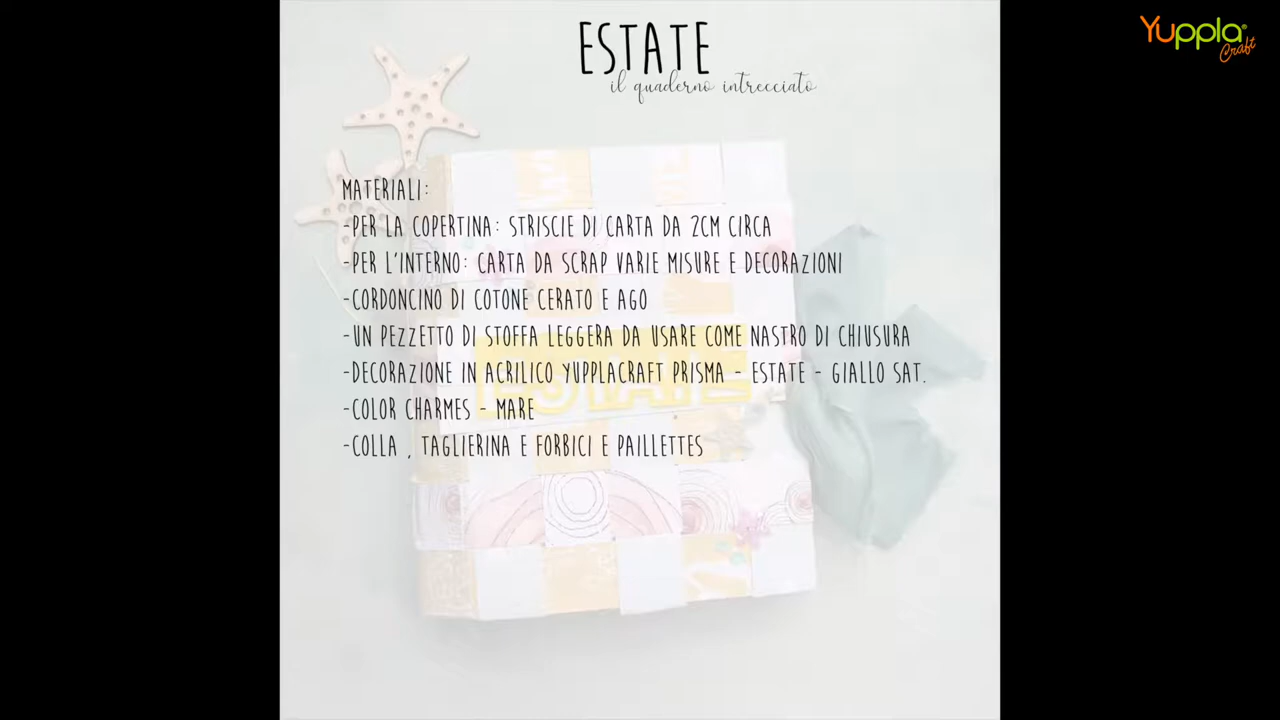 Yuppla®
Craft
ESTATE
il quaderno intrecciato
MATERIALI:
-PER LA COPERTINA: STRISCIE DI CARTA DA 2CM CIRCA
-PER L'INTERNO: CARTA DA SCRAP VARIE MISURE E DECORAZIONI
-CORDONCINO DI COTONE CERATO E AGO
-UN PEZZETTO DI STOFFA LEGGERA DA USARE COME NASTRO DI CHIUSURA
-DECORAZIONE IN ACRILICO YUPPLACRAFT PRISMA - ESTATE - GIALLO SAT.
-COLOR CHARMES - MARE
-COLLA , TAGLIERINA E FORBICI E PAILLETTES
ESTATE